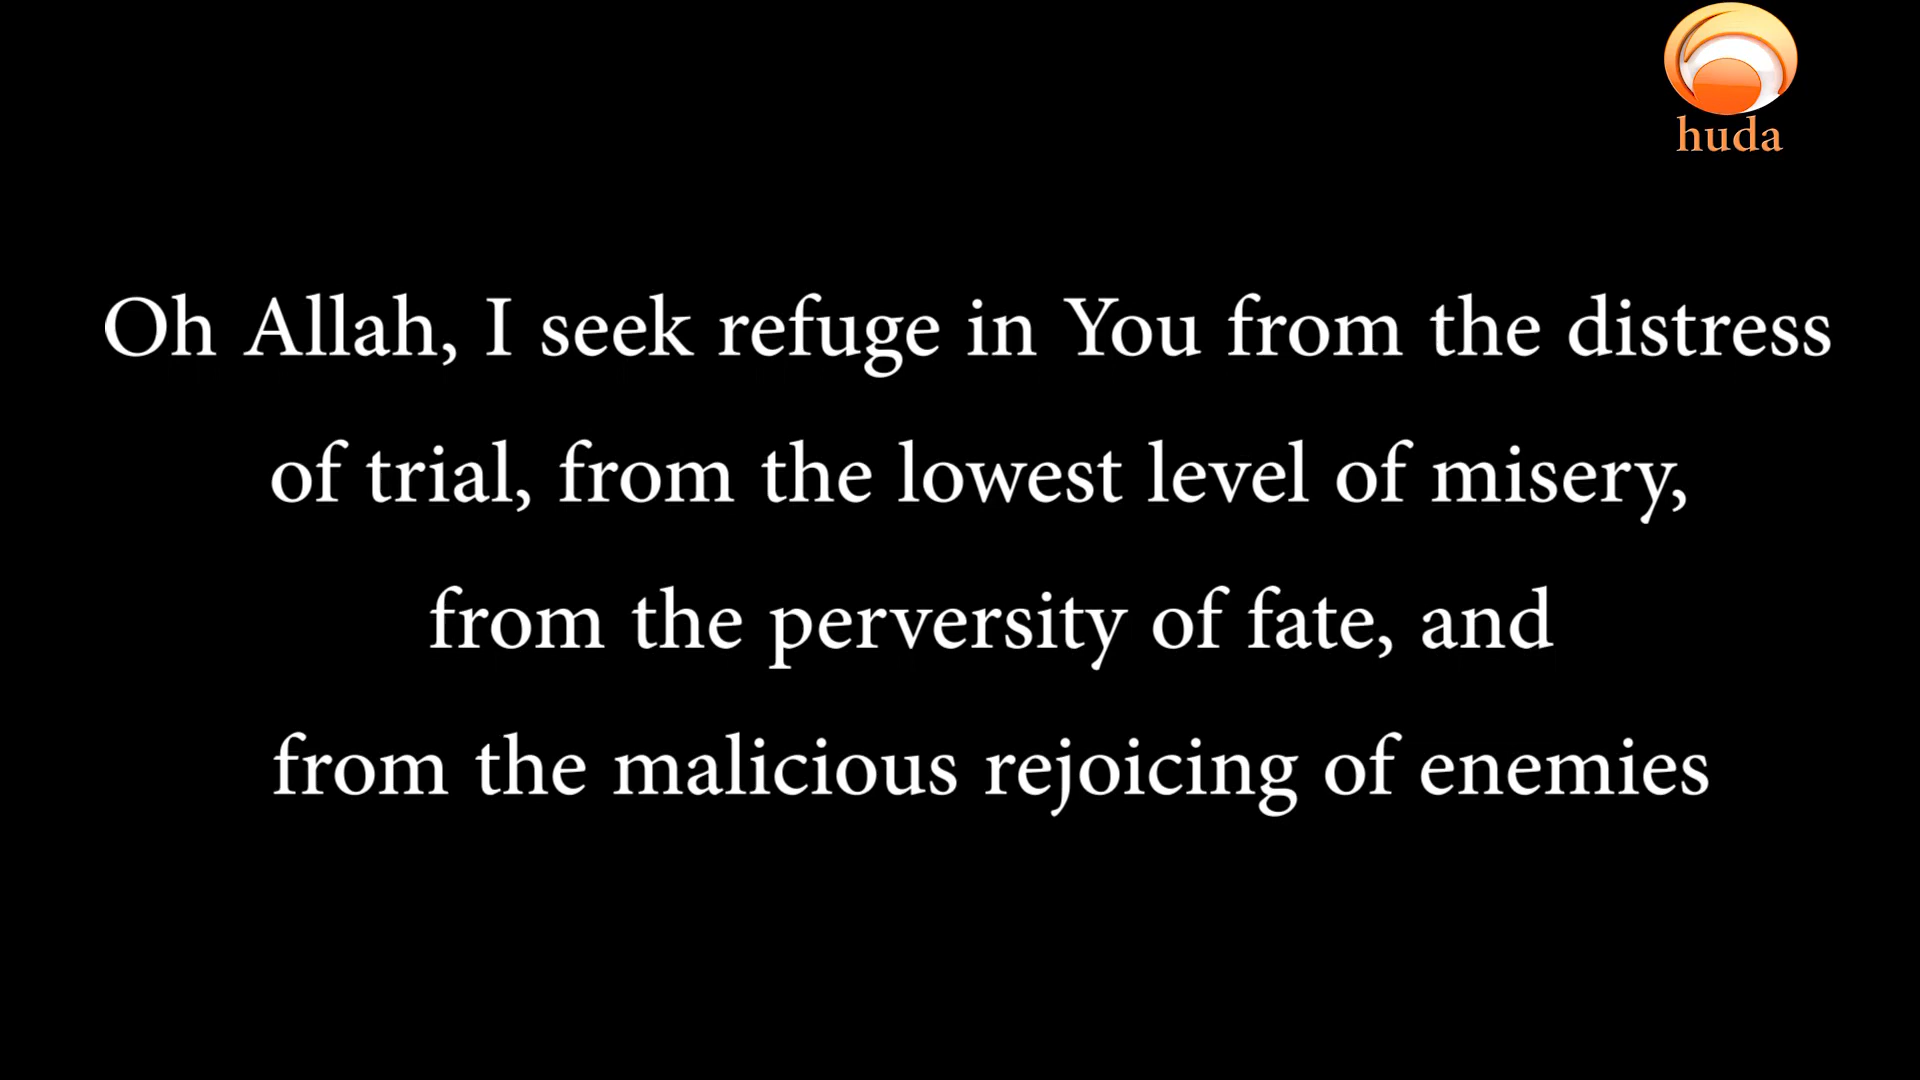 huda
Oh Allah, I seek refuge in You from the distress
of trial, from the lowest level of misery,
from the perversity of fate, and
from the malicious rejoicing of enemies